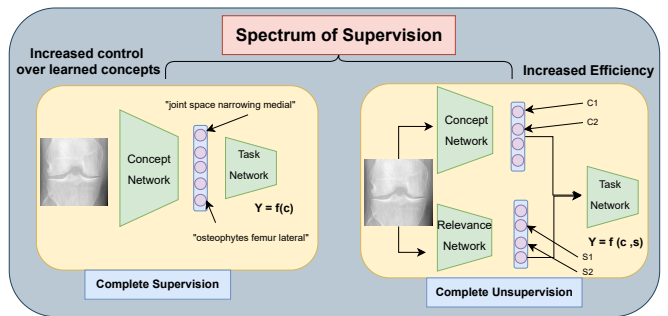 Spectrum of Supervision
Increased control
over learned concepts
Increased Efficiency
"joint space narrowing medial"
Concept
Network
Task
Network
Y = f(c)
"osteophytes femur lateral"
Complete Supervision
Concept
Network
C1
C2
Task
Network
Relevance
Network
Y = f (c ,s)
S1
S2
Complete Unsupervision